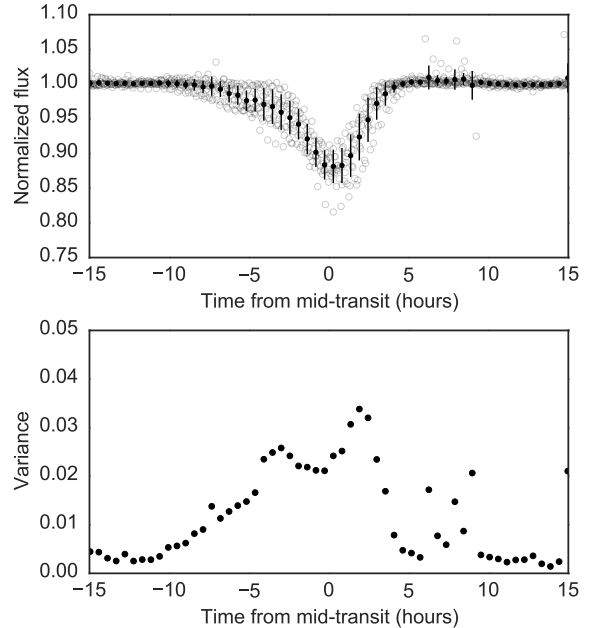 1.10
1.05
1.00
0.95
0.90
0.85
0.80
0.75
Normalized flux
−15 −10 −5 0 5 10 15
Time from mid-transit (hours)
0.05
0.04
0.03
0.02
0.01
0.00
Variance
−15 −10 −5 0 5 10 15
Time from mid-transit (hours)